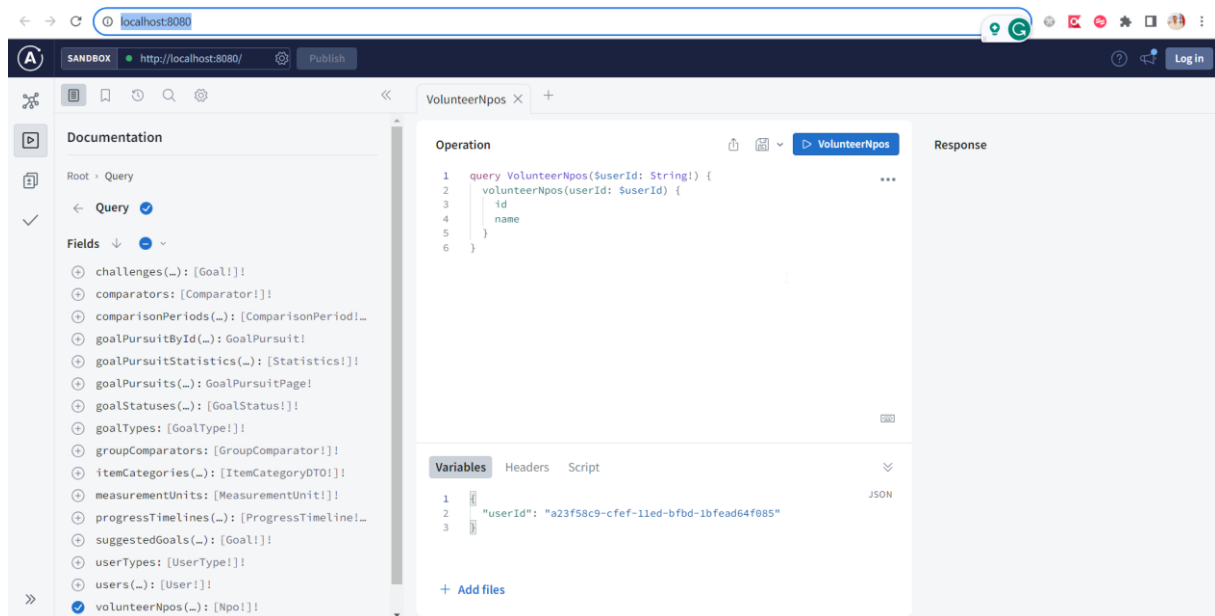 localhost:8080
SANDBOX http://localhost:8080/ Publish Log in
VolunteerNpos
Documentation
Root › Query
Query
Fields
challenges(…): [Goal!]!
comparators: [Comparator!]!
comparisonPeriods(…): [ComparisonPeriod!…
goalPursuitById(…): GoalPursuit!
goalPursuitStatistics(…): [Statistics!]!
goalPursuits(…): GoalPursuitPage!
goalStatuses(…): [GoalStatus!]!
goalTypes: [GoalType!]!
groupComparators: [GroupComparator!]!
itemCategories(…): [ItemCategoryDTO!]!
measurementUnits: [MeasurementUnit!]!
progressTimelines(…): [ProgressTimeline!…
suggestedGoals(…): [Goal!]!
userTypes: [UserType!]!
users(…): [User!]!
volunteerNpos(…): [Npo!]!
Operation
VolunteerNpos
1 query VolunteerNpos($userId: String!) {
2 volunteerNpos(userId: $userId) {
3 id
4 name
5 }
6 }
Variables Headers Script
JSON
1 {
2 "userId": "a23f58c9-cfef-11ed-bfbd-1bfead64f085"
3 }
+ Add files
Response